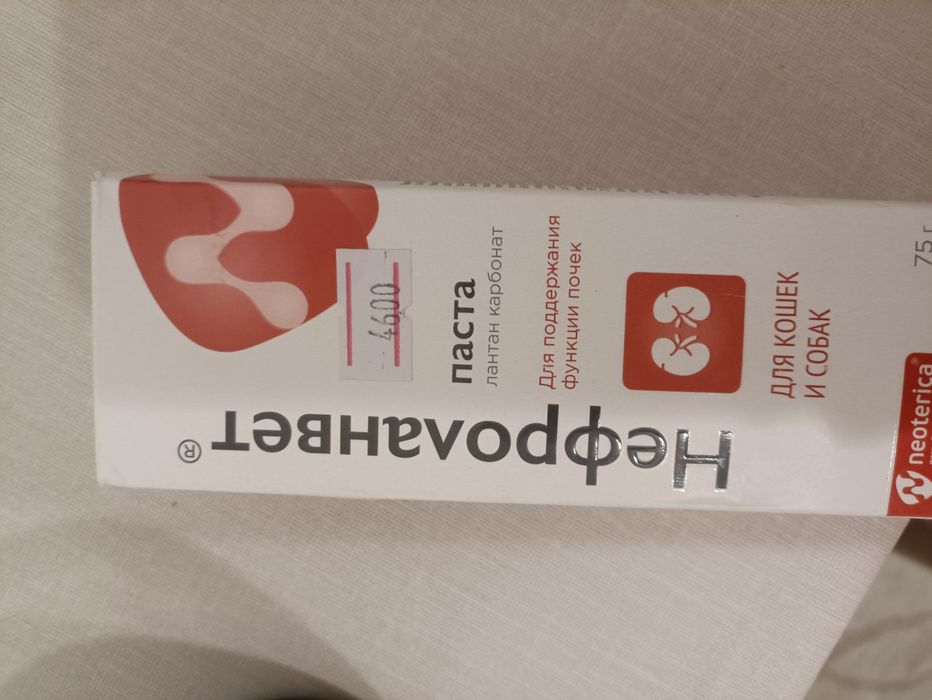 Нефроланвет®
паста
лантан карбонат
Для поддержания
функции почек
4600
ДЛЯ КОШЕК
И СОБАК
75 г
neoterica®